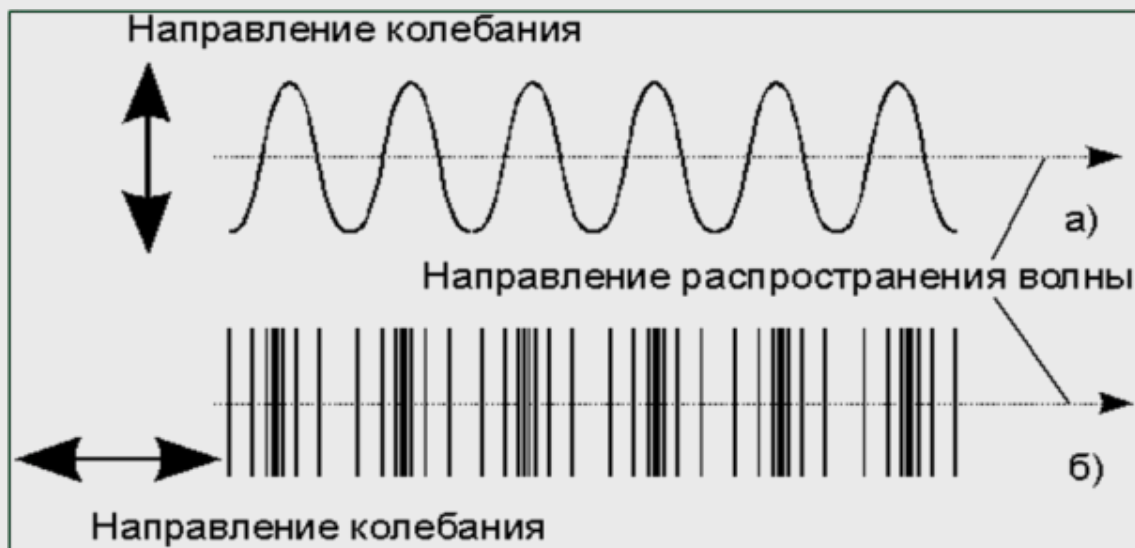 Направление колебания
а)
Направление распространения волны
б)
Направление колебания